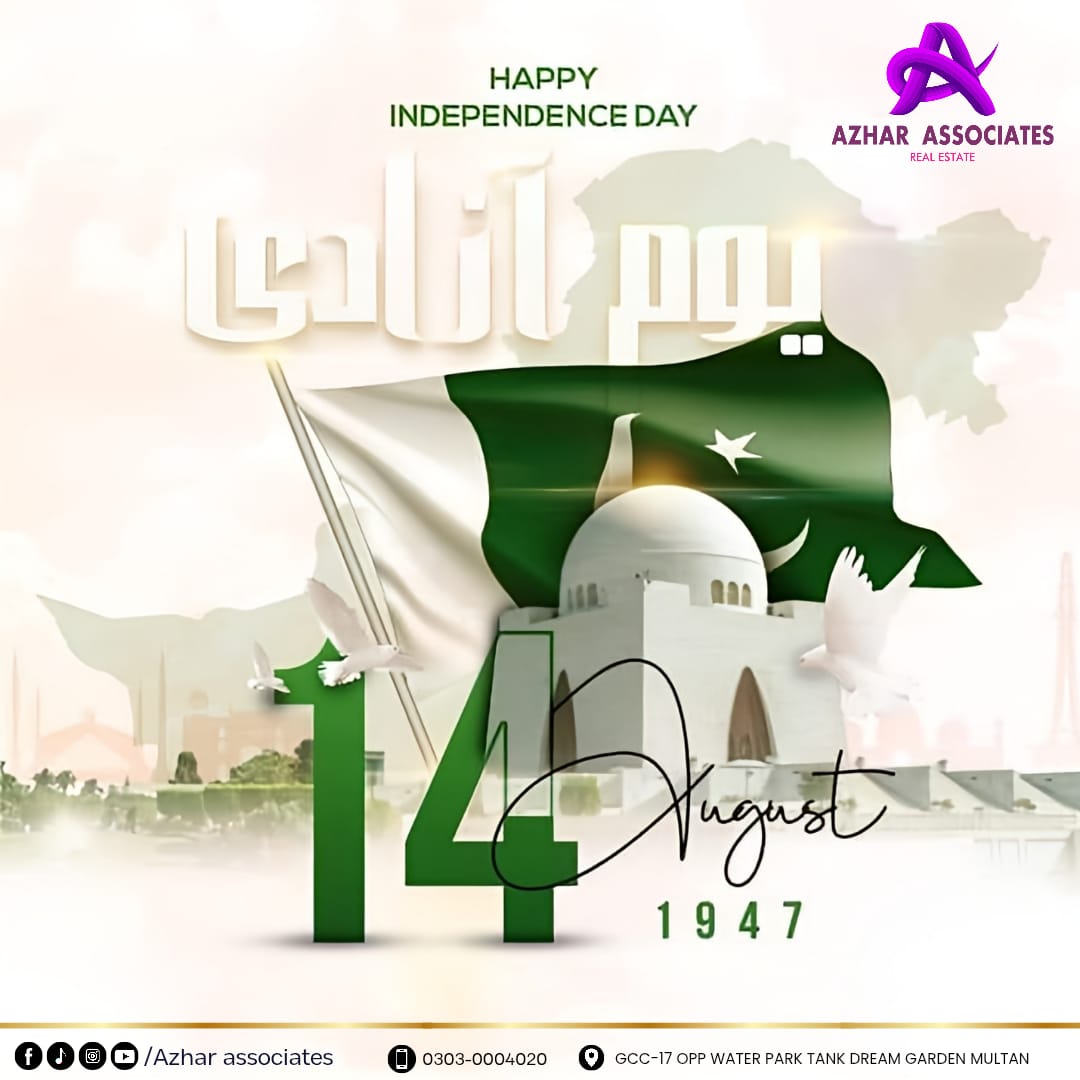 AZHAR ASSOCIATES
REAL ESTATE
HAPPY
INDEPENDENCE DAY
یوم آزادی
14
August
1947
/Azhar associates
0303-0004020
GCC-17 OPP WATER PARK TANK DREAM GARDEN MULTAN